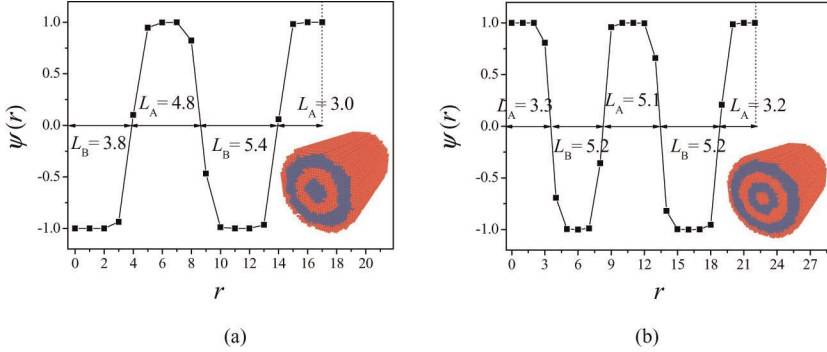 ψ(r)
1.0
0.5
0.0
-0.5
-1.0
L_B=3.8
L_A=4.8
L_B=5.4
L_A=3.0
0 2 4 6 8 10 12 14 16 18 20
r
(a)
ψ(r)
1.0
0.5
0.0
-0.5
-1.0
L_A=3.3
L_B=5.2
L_A=5.1
L_B=5.2
L_A=3.2
0 3 6 9 12 15 18 21 24 27
r
(b)